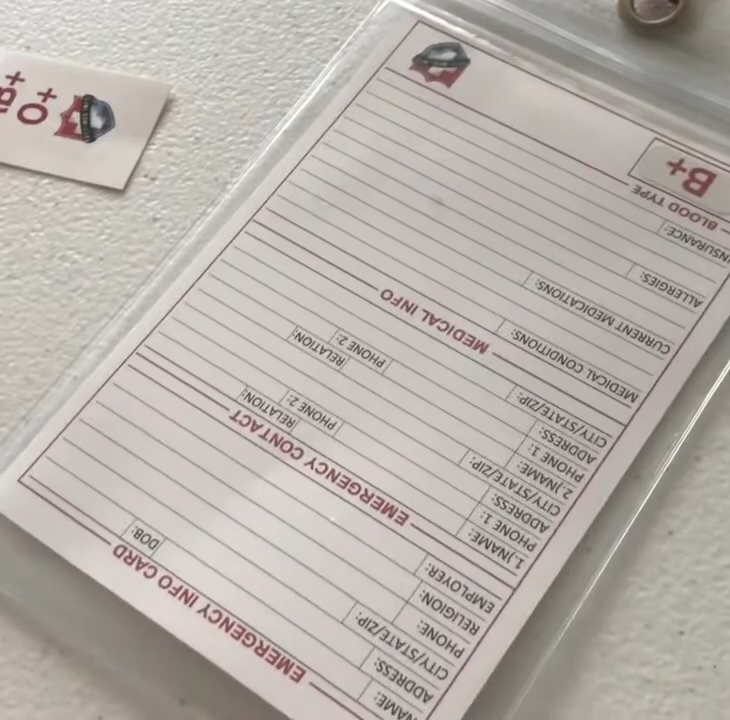 EMERGENCY INFO CARD
NAME: DOB:
ADDRESS:
CITY/STATE/ZIP:
PHONE:
RELIGION:
EMPLOYER:
EMERGENCY CONTACT
1.)NAME: RELATION:
PHONE 1: PHONE 2:
ADDRESS:
CITY/STATE/ZIP:
2.)NAME: RELATION:
PHONE 1: PHONE 2:
ADDRESS:
CITY/STATE/ZIP:
MEDICAL INFO
MEDICAL CONDITIONS:
CURRENT MEDICATIONS:
ALLERGIES:
INSURANCE:
BLOOD TYPE
B+
B+
O+